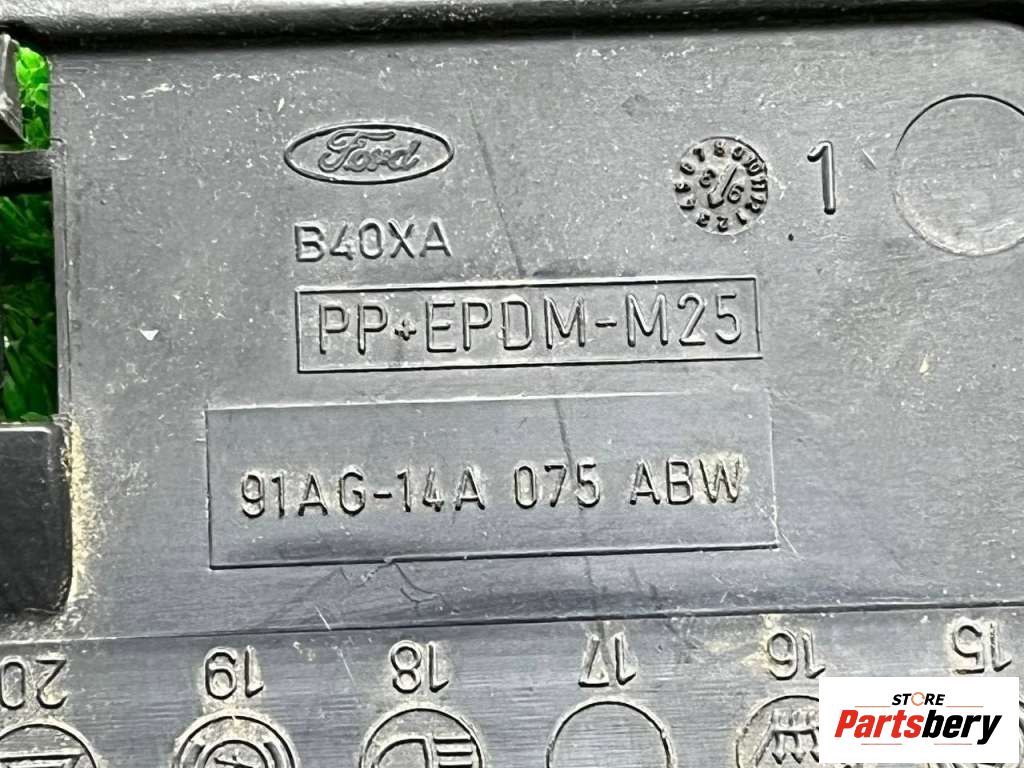 Ford
B40XA
1
PP+EPDM-M25
91AG-14A 075 ABW
20 19 18 17 16 15
STORE
Partsbery